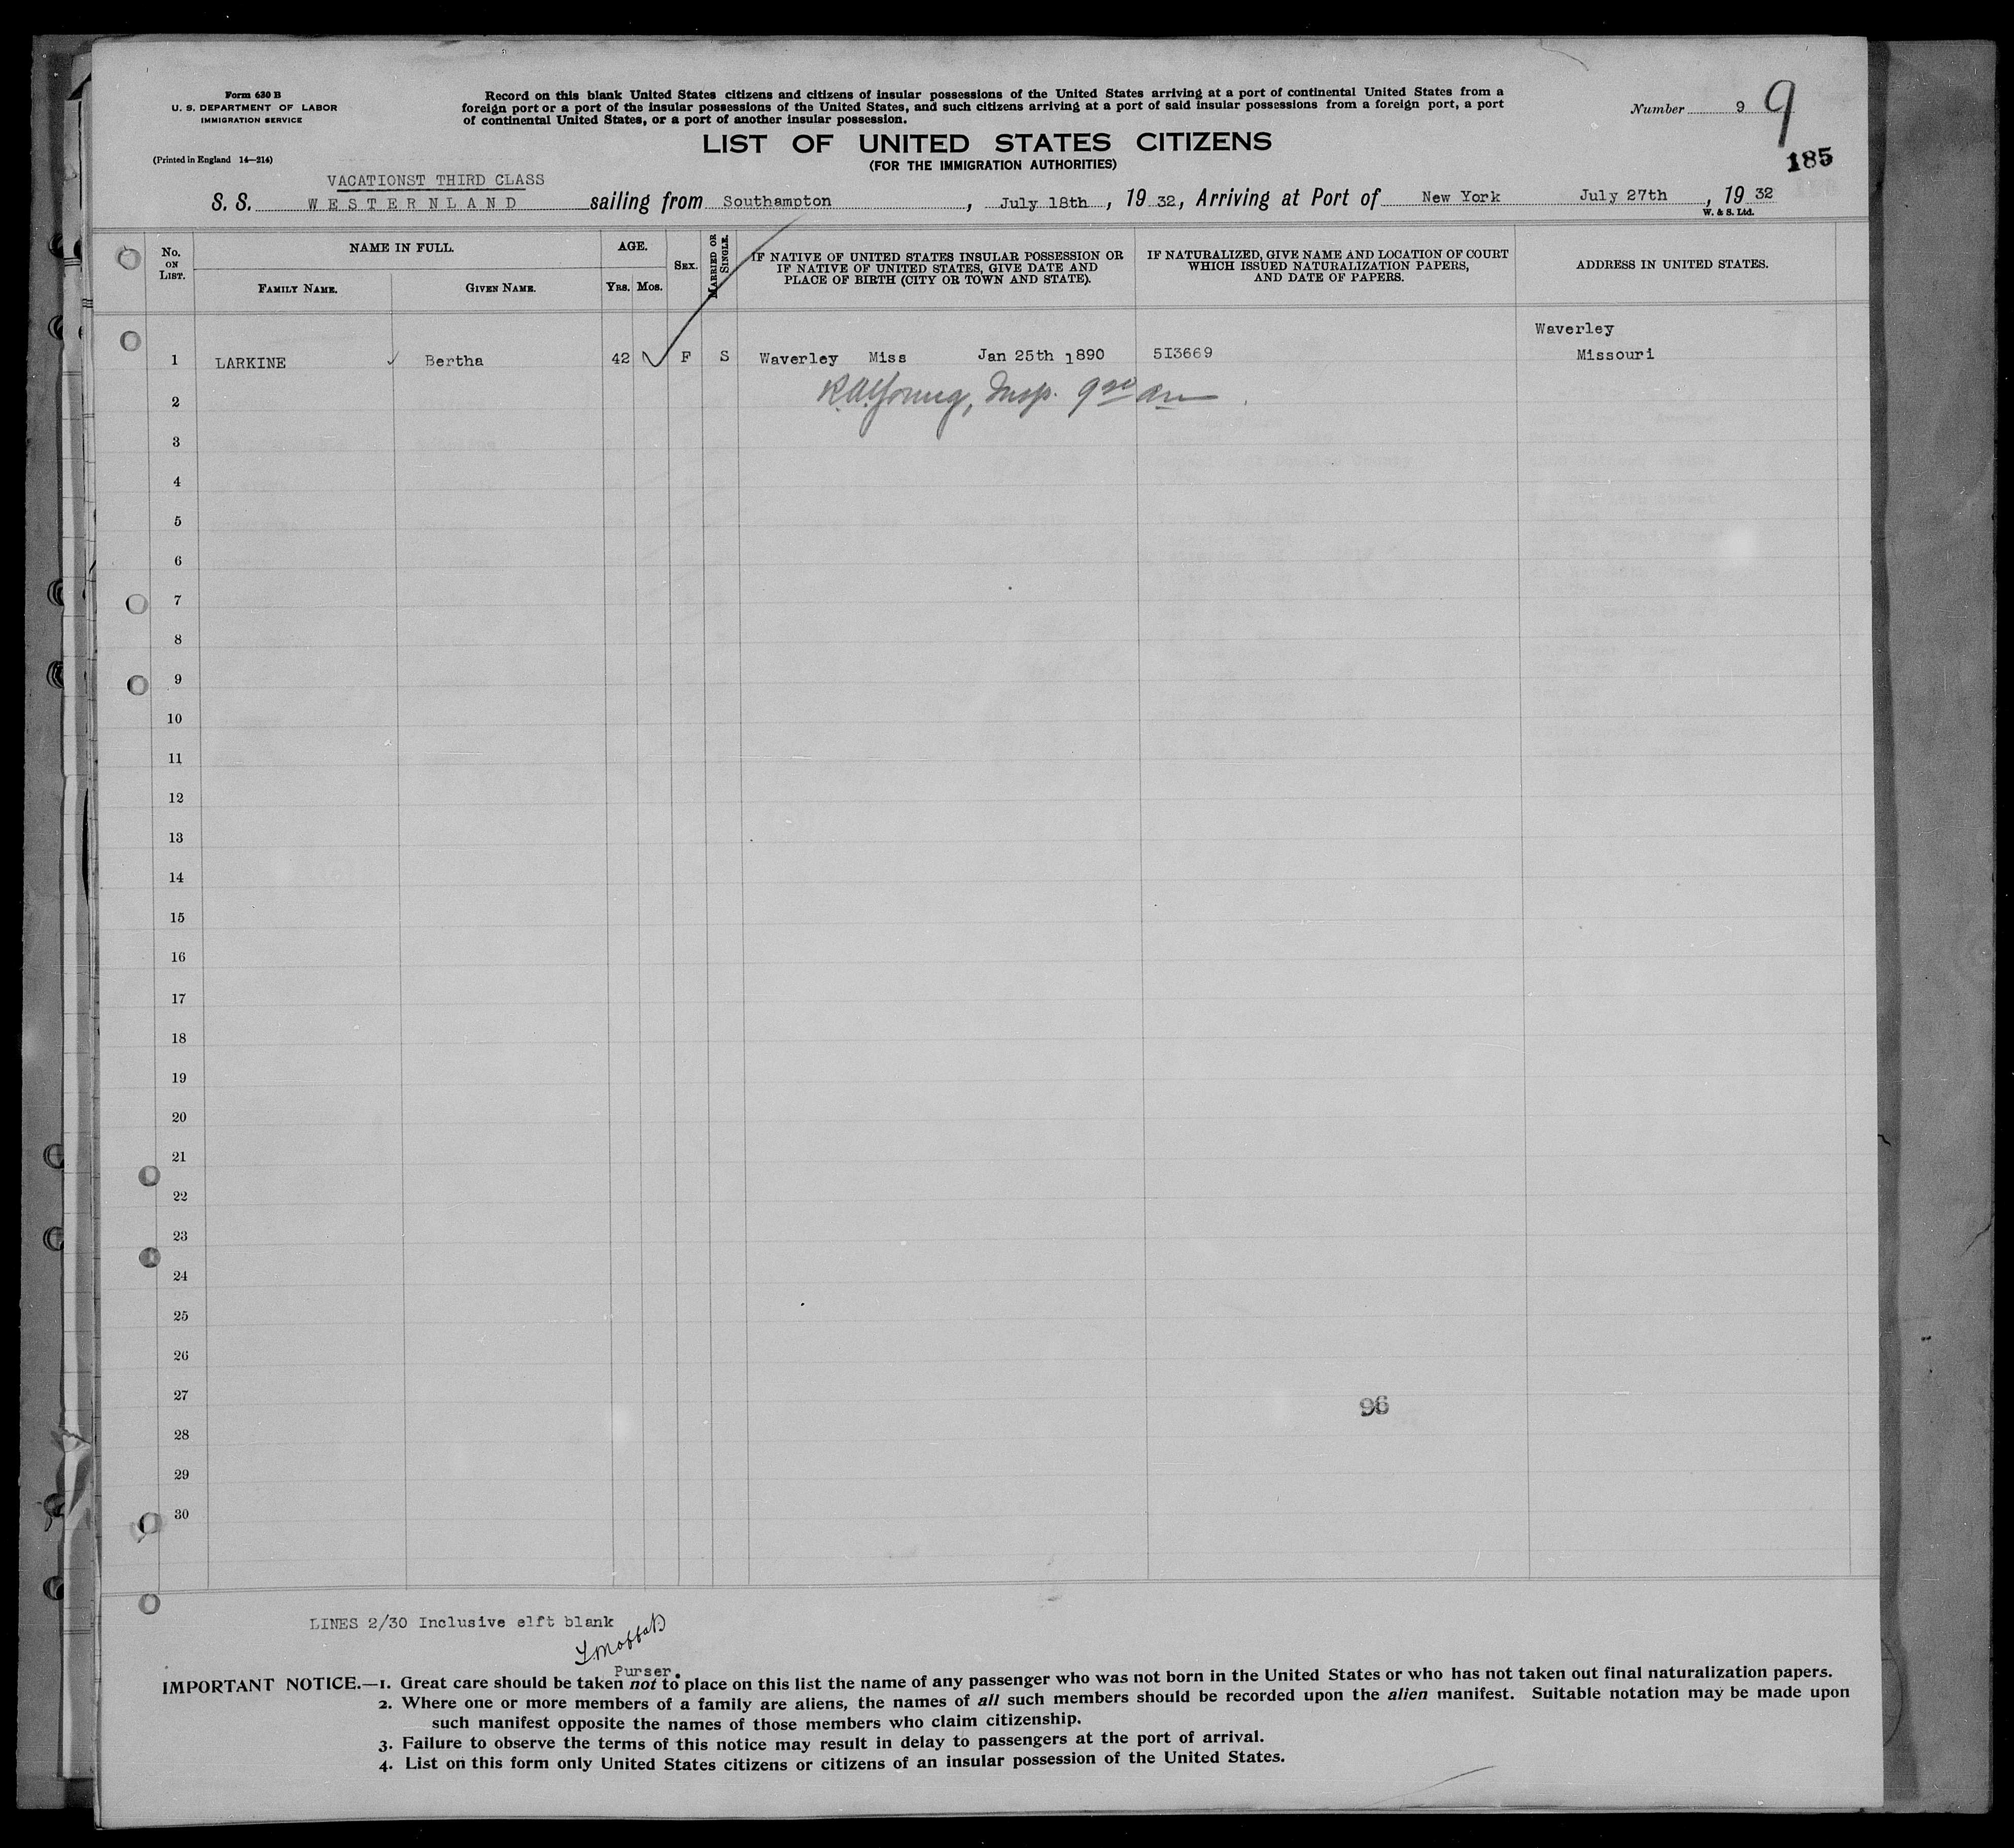 Form 630 B
U. S. DEPARTMENT OF LABOR
IMMIGRATION SERVICE
(Printed in England 14—214)
Record on this blank United States citizens and citizens of insular possessions of the United States arriving at a port of continental United States from a
foreign port or a port of the insular possessions of the United States, and such citizens arriving at a port of said insular possessions from a foreign port, a port
of continental United States, or a port of another insular possession.
Number 9 9
185
LIST OF UNITED STATES CITIZENS
(FOR THE IMMIGRATION AUTHORITIES)
VACATIONST THIRD CLASS
S. S. WESTERNLAND sailing from Southampton, July 18th, 1932, Arriving at Port of New York July 27th, 1932
W. & S. Ltd.
No. ON LIST.
NAME IN FULL.
FAMILY NAME.
GIVEN NAME.
AGE.
YRS. MOS.
SEX.
MARRIED OR SINGLE.
IF NATIVE OF UNITED STATES INSULAR POSSESSION OR
IF NATIVE OF UNITED STATES, GIVE DATE AND
PLACE OF BIRTH (CITY OR TOWN AND STATE).
IF NATURALIZED, GIVE NAME AND LOCATION OF COURT
WHICH ISSUED NATURALIZATION PAPERS,
AND DATE OF PAPERS.
ADDRESS IN UNITED STATES.
Waverley
1 LARKINE Bertha 42 F S Waverley Miss Jan 25th 1890 5I3669 Missouri
2 R.A. Young, Insp. 9 30 am
3
4
5
6
7
8
9
10
11
12
13
14
15
16
17
18
19
20
21
22
23
24
25
26
27
96
28
29
30
LINES 2/30 Inclusive elft blank
Purser.
IMPORTANT NOTICE.—1. Great care should be taken not to place on this list the name of any passenger who was not born in the United States or who has not taken out final naturalization papers.
2. Where one or more members of a family are aliens, the names of all such members should be recorded upon the alien manifest. Suitable notation may be made upon
such manifest opposite the names of those members who claim citizenship.
3. Failure to observe the terms of this notice may result in delay to passengers at the port of arrival.
4. List on this form only United States citizens or citizens of an insular possession of the United States.